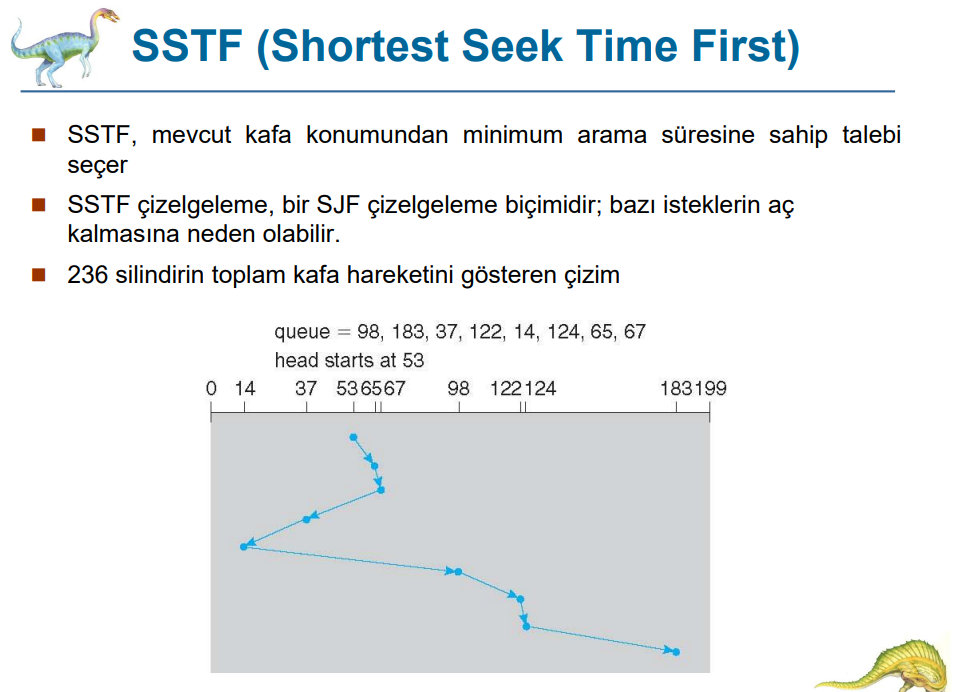 SSTF (Shortest Seek Time First)
SSTF, mevcut kafa konumundan minimum arama süresine sahip talebi
seçer
SSTF çizelgeleme, bir SJF çizelgeleme biçimidir; bazı isteklerin aç
kalmasına neden olabilir.
236 silindirin toplam kafa hareketini gösteren çizim
queue = 98, 183, 37, 122, 14, 124, 65, 67
head starts at 53
0 14 37 53 65 67 98 122 124 183 199